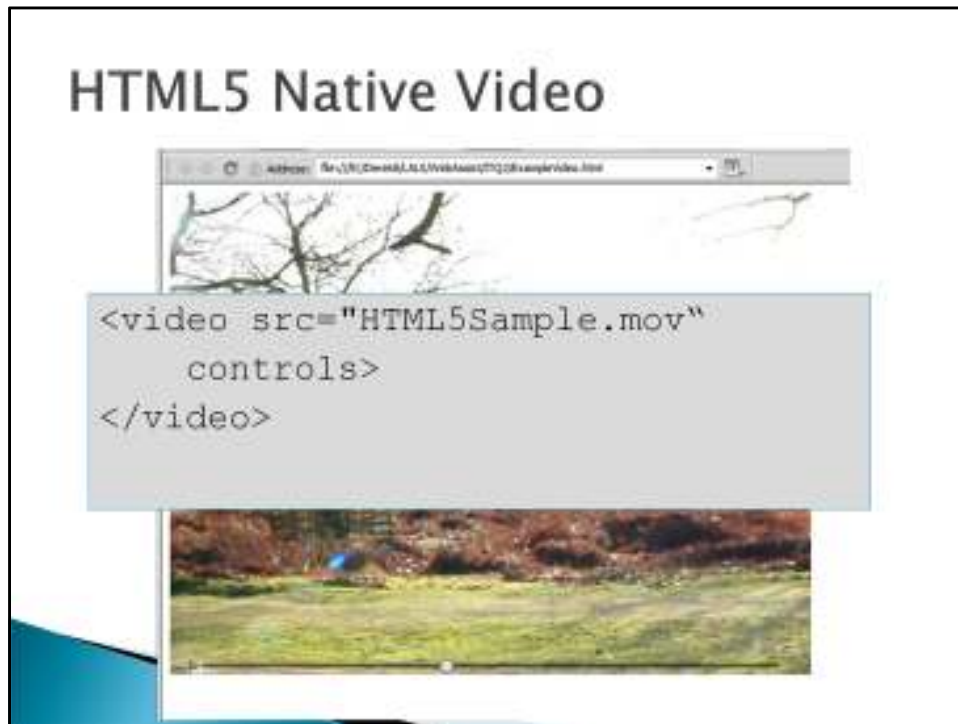 HTML5 Native Video
Address:
<video src="HTML5Sample.mov“
controls>
</video>